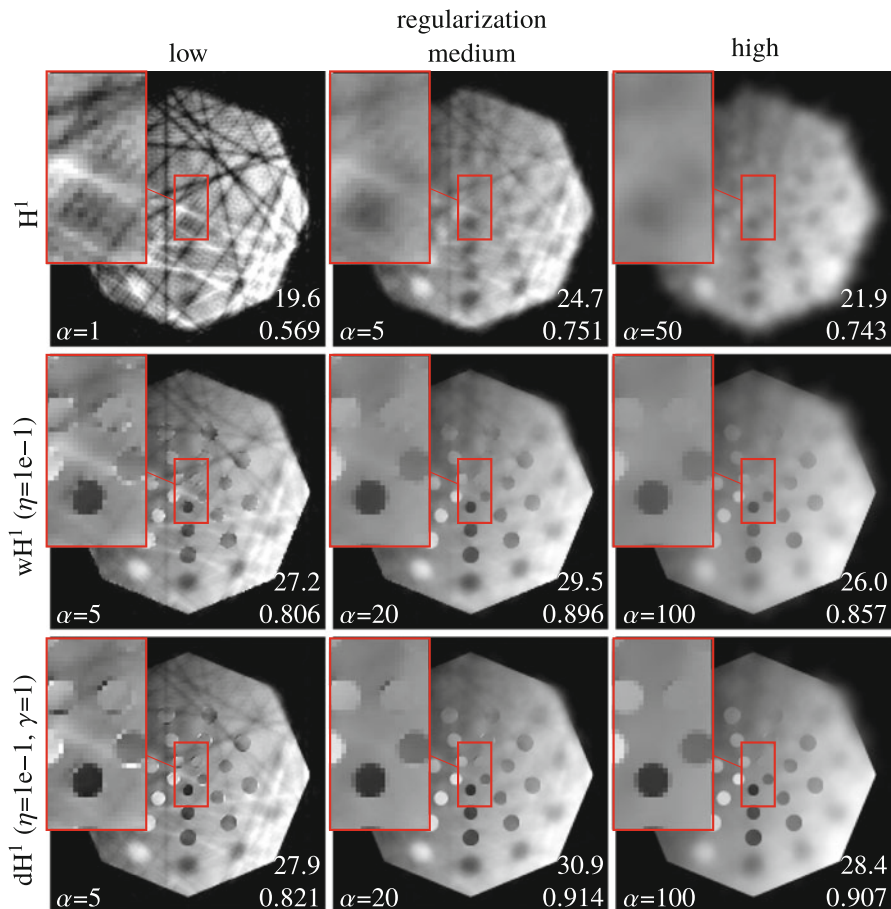 regularization
low medium high
H¹
α=1 19.6 0.569
α=5 24.7 0.751
α=50 21.9 0.743
wH¹ (η=1e−1)
α=5 27.2 0.806
α=20 29.5 0.896
α=100 26.0 0.857
dH¹ (η=1e−1, γ=1)
α=5 27.9 0.821
α=20 30.9 0.914
α=100 28.4 0.907